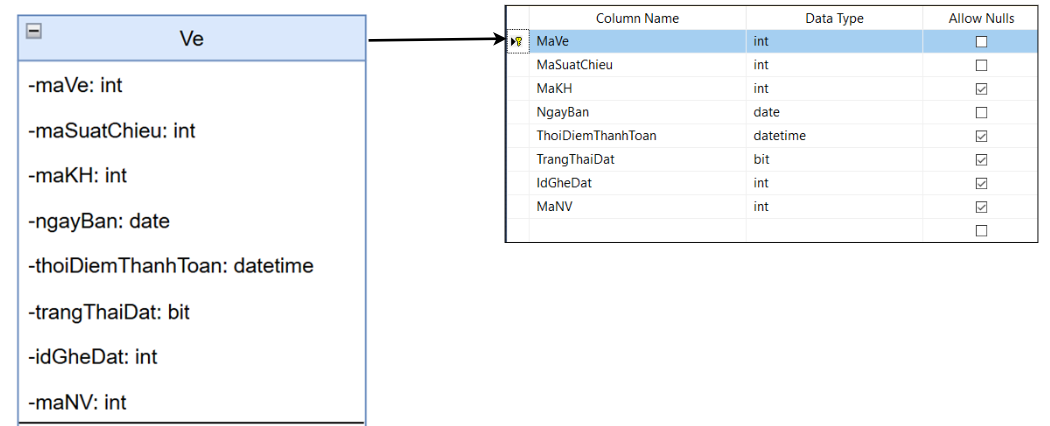 Ve
-maVe: int
-maSuatChieu: int
-maKH: int
-ngayBan: date
-thoiDiemThanhToan: datetime
-trangThaiDat: bit
-idGheDat: int
-maNV: int
Column Name Data Type Allow Nulls
MaVe int
MaSuatChieu int
MaKH int
NgayBan date
ThoiDiemThanhToan datetime
TrangThaiDat bit
IdGheDat int
MaNV int